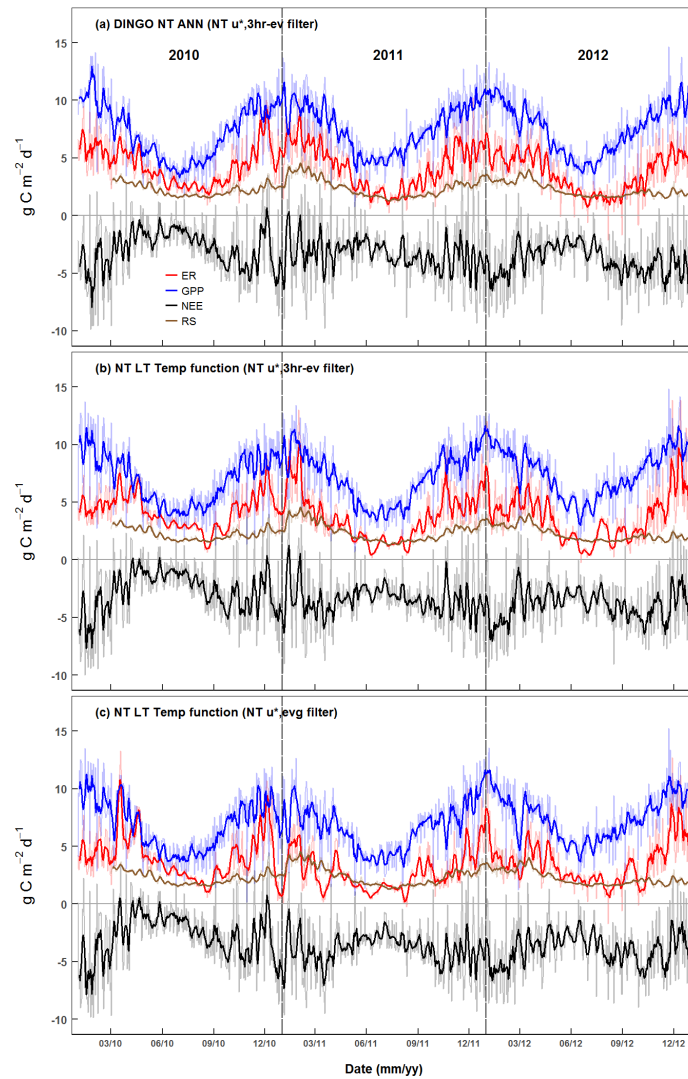 (a) DINGO NT ANN (NT u*,3hr-ev filter)
2010 2011 2012
15
10
5
0
-5
-10
g C m⁻² d⁻¹
ER
GPP
NEE
RS
(b) NT LT Temp function (NT u*,3hr-ev filter)
15
10
5
0
-5
-10
g C m⁻² d⁻¹
(c) NT LT Temp function (NT u*,evg filter)
15
10
5
0
-5
-10
g C m⁻² d⁻¹
03/10 06/10 09/10 12/10 03/11 06/11 09/11 12/11 03/12 06/12 09/12 12/12
Date (mm/yy)